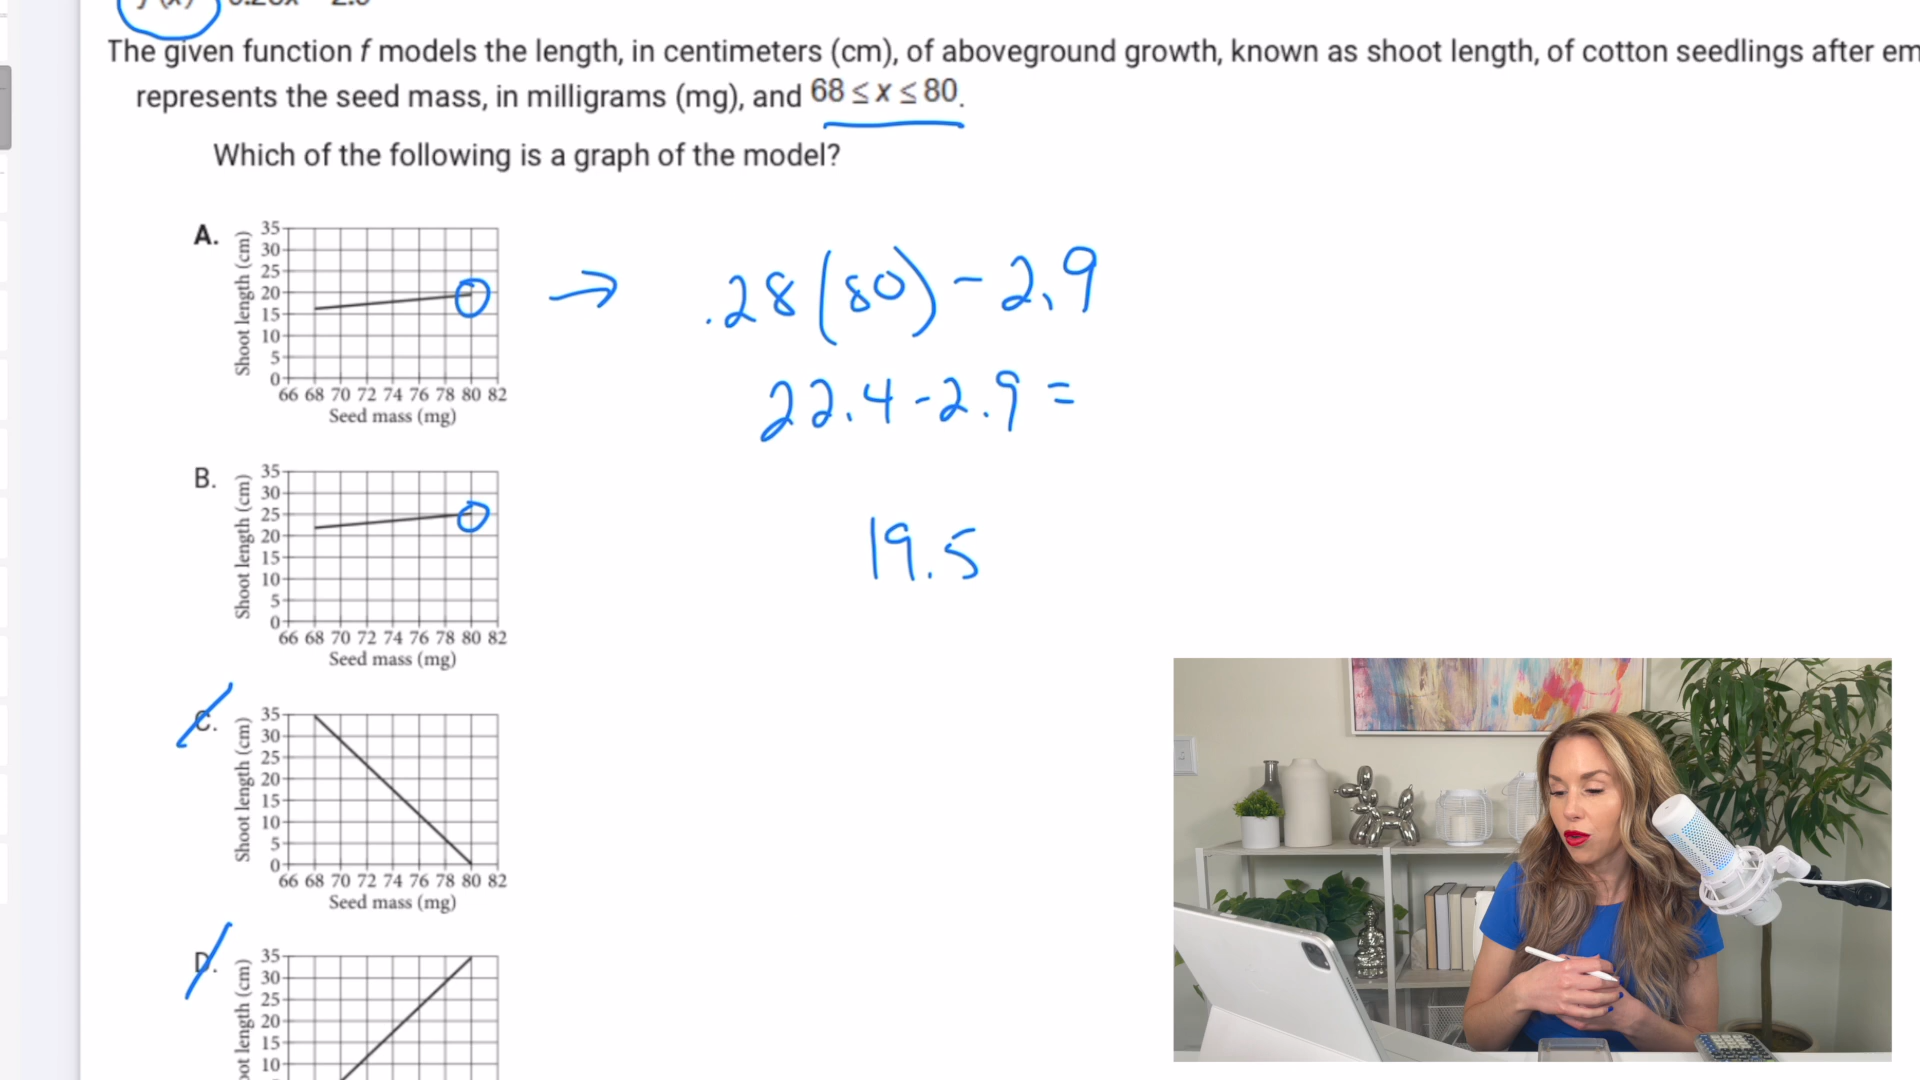 The given function f models the length, in centimeters (cm), of aboveground growth, known as shoot length, of cotton seedlings after em
represents the seed mass, in milligrams (mg), and 68 ≤ x ≤ 80.
Which of the following is a graph of the model?
A.
Shoot length (cm)
35
30
25
20
15
10
5
0
66 68 70 72 74 76 78 80 82
Seed mass (mg)
→ .28(80) - 2.9
22.4 - 2.9 =
19.5
B.
Shoot length (cm)
35
30
25
20
15
10
5
0
66 68 70 72 74 76 78 80 82
Seed mass (mg)
C.
Shoot length (cm)
35
30
25
20
15
10
5
0
66 68 70 72 74 76 78 80 82
Seed mass (mg)
D.
oot length (cm)
35
30
25
20
15
10